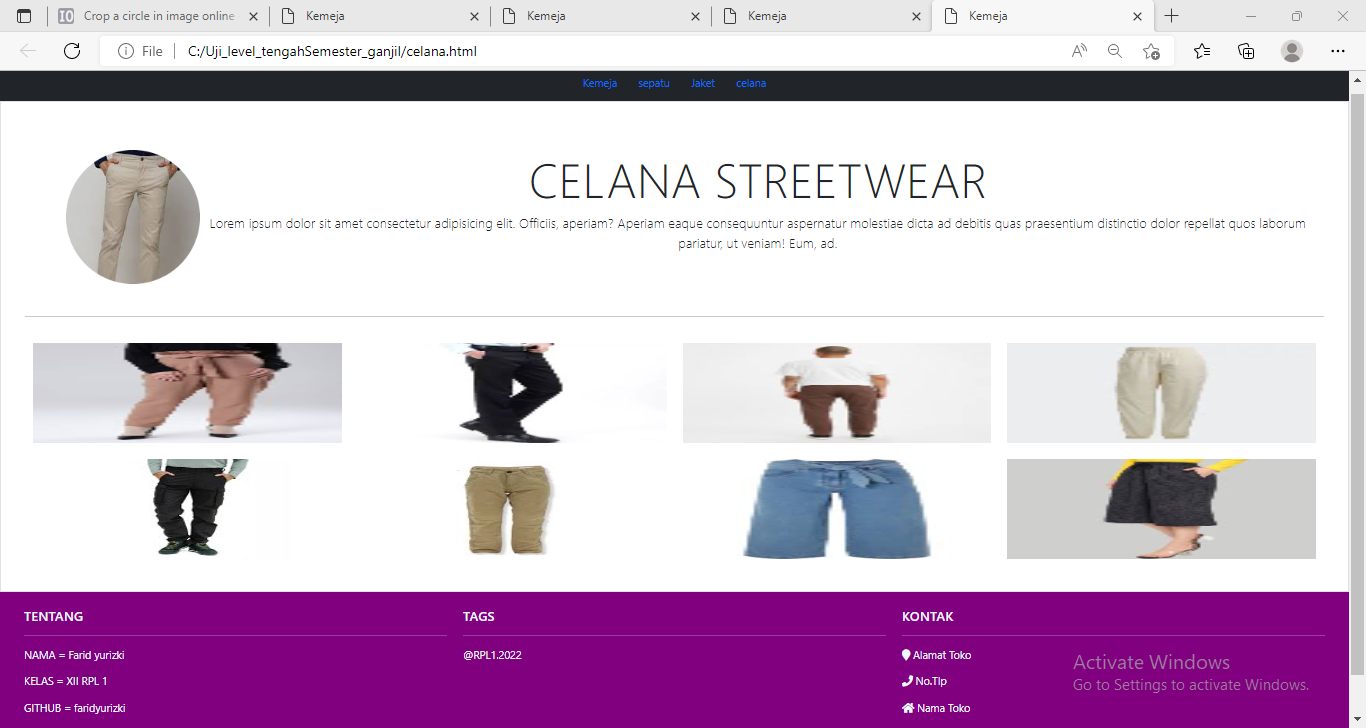 Crop a circle in image online
Kemeja
Kemeja
Kemeja
Kemeja
File
C:/Uji_level_tengahSemester_ganjil/celana.html
Kemeja sepatu Jaket celana
CELANA STREETWEAR
Lorem ipsum dolor sit amet consectetur adipisicing elit. Officiis, aperiam? Aperiam eaque consequuntur aspernatur molestiae dicta ad debitis quas praesentium distinctio dolor repellat quos laborum
pariatur, ut veniam! Eum, ad.
TENTANG
NAMA = Farid yurizki
KELAS = XII RPL 1
GITHUB = faridyurizki
TAGS
@RPL1.2022
KONTAK
Alamat Toko
No.Tlp
Nama Toko
Activate Windows
Go to Settings to activate Windows.